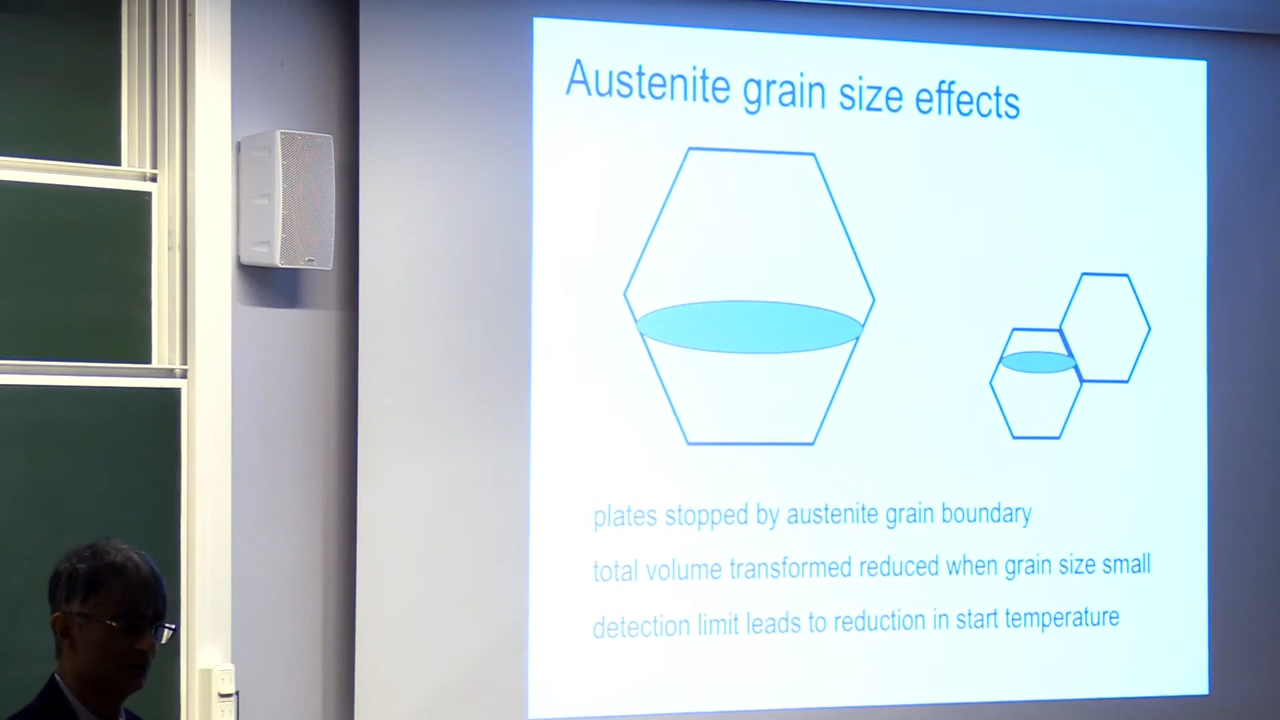 Austenite grain size effects
plates stopped by austenite grain boundary
total volume transformed reduced when grain size small
detection limit leads to reduction in start temperature